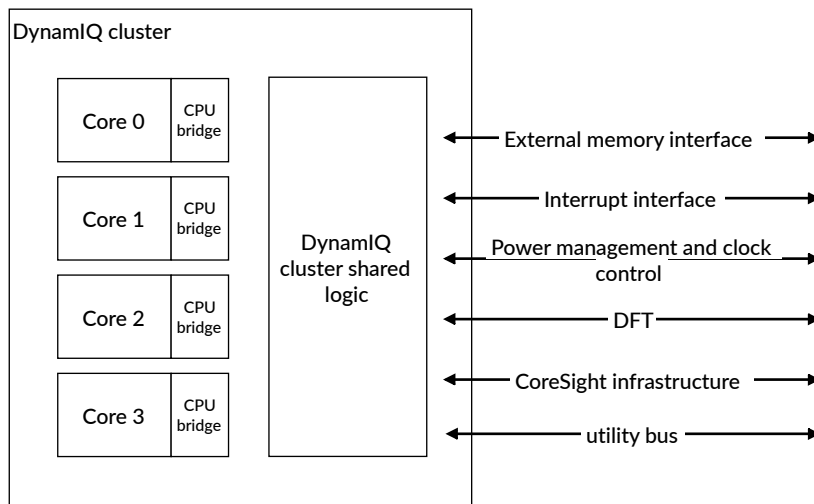 DynamIQ cluster
Core 0
CPU
bridge
Core 1
CPU
bridge
Core 2
CPU
bridge
Core 3
CPU
bridge
DynamIQ
cluster shared
logic
External memory interface
Interrupt interface
Power management and clock
control
DFT
CoreSight infrastructure
utility bus